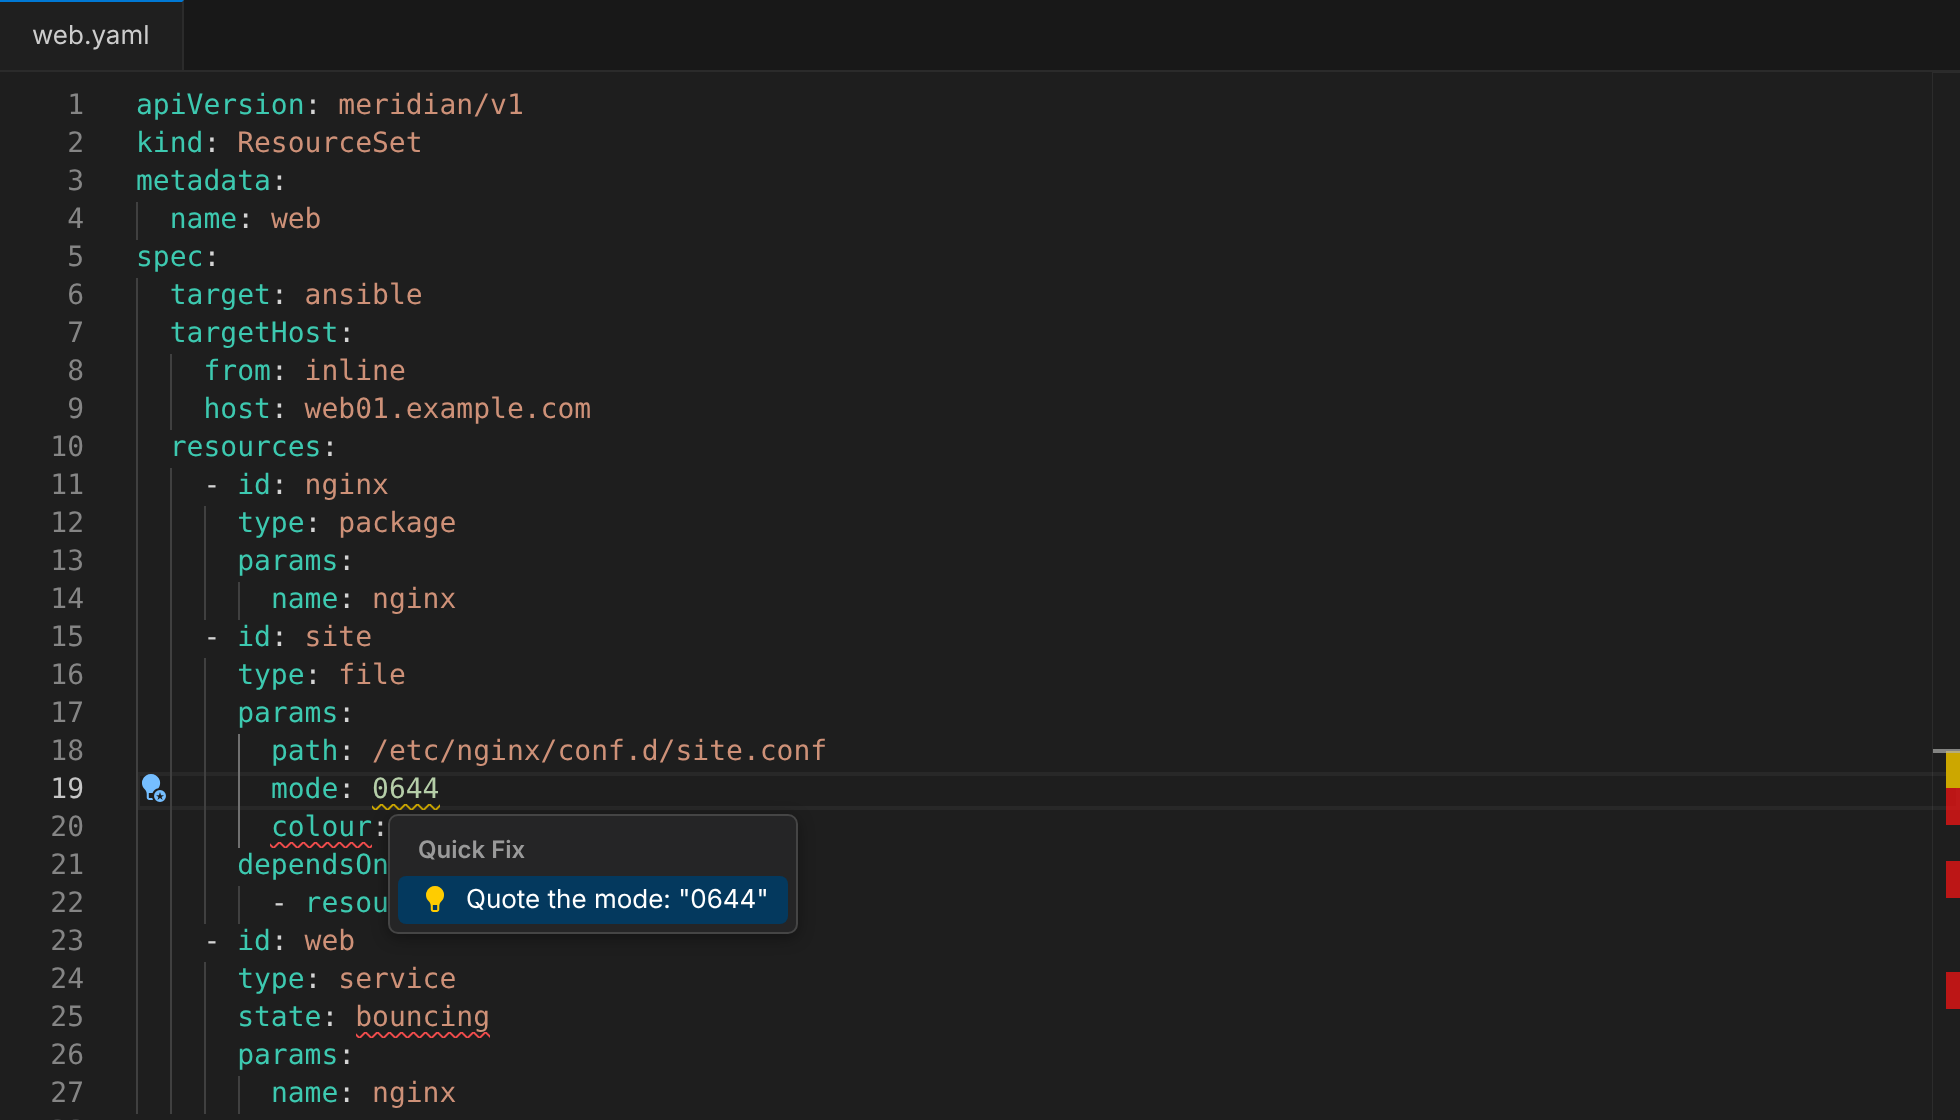 web.yaml
1 apiVersion: meridian/v1
2 kind: ResourceSet
3 metadata:
4 name: web
5 spec:
6 target: ansible
7 targetHost:
8 from: inline
9 host: web01.example.com
10 resources:
11 - id: nginx
12 type: package
13 params:
14 name: nginx
15 - id: site
16 type: file
17 params:
18 path: /etc/nginx/conf.d/site.conf
19 mode: 0644
20 colour:
Quick Fix
21 dependsOn
Quote the mode: "0644"
22 - resou
23 - id: web
24 type: service
25 state: bouncing
26 params:
27 name: nginx